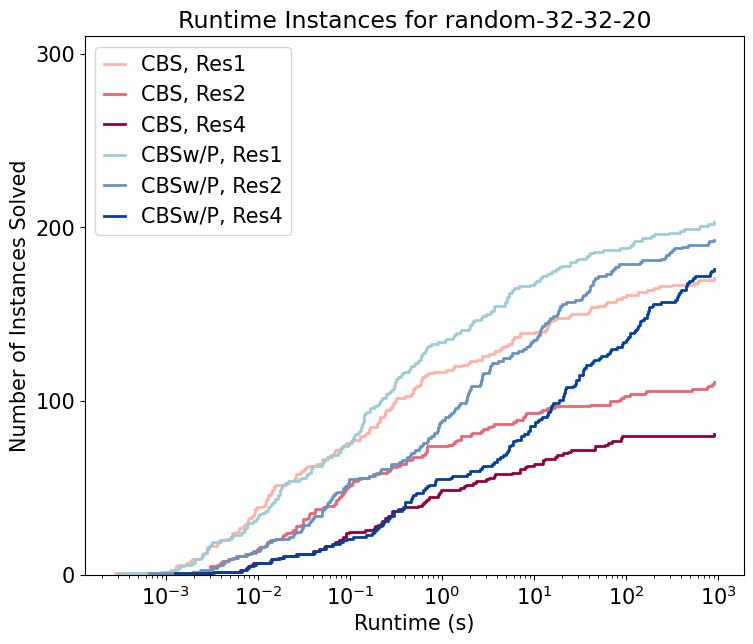 Runtime Instances for random-32-32-20
Number of Instances Solved
300
200
100
0
CBS, Res1
CBS, Res2
CBS, Res4
CBSw/P, Res1
CBSw/P, Res2
CBSw/P, Res4
10⁻³ 10⁻² 10⁻¹ 10⁰ 10¹ 10² 10³
Runtime (s)